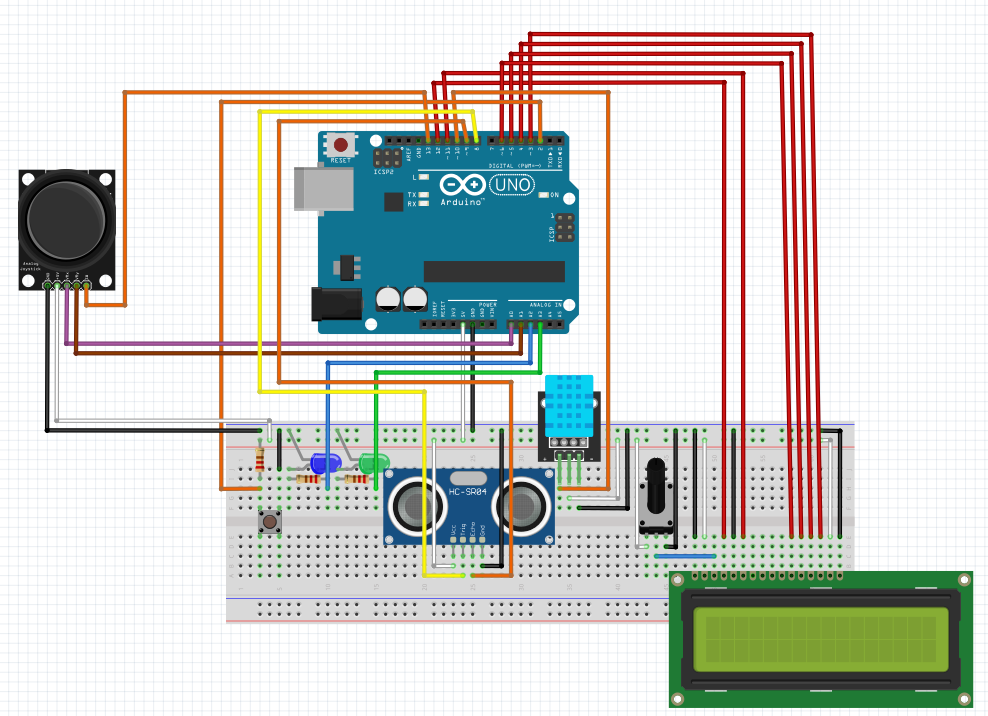 RESET
ICSP2
AREF
GND
13
12
~11
~10
~9
8
7
~6
~5
4
~3
2
TXD▸1
RXD◂0
DIGITAL (PWM~)
L
TX
RX
Arduino™
UNO
ON
1
ICSP
Analog
Joystick
POWER
ANALOG IN
IOREF
RESET
3V3
5V
GND
GND
VIN
A0
A1
A2
A3
A4
A5
HC-SR04
Vcc
Trig
Echo
Gnd